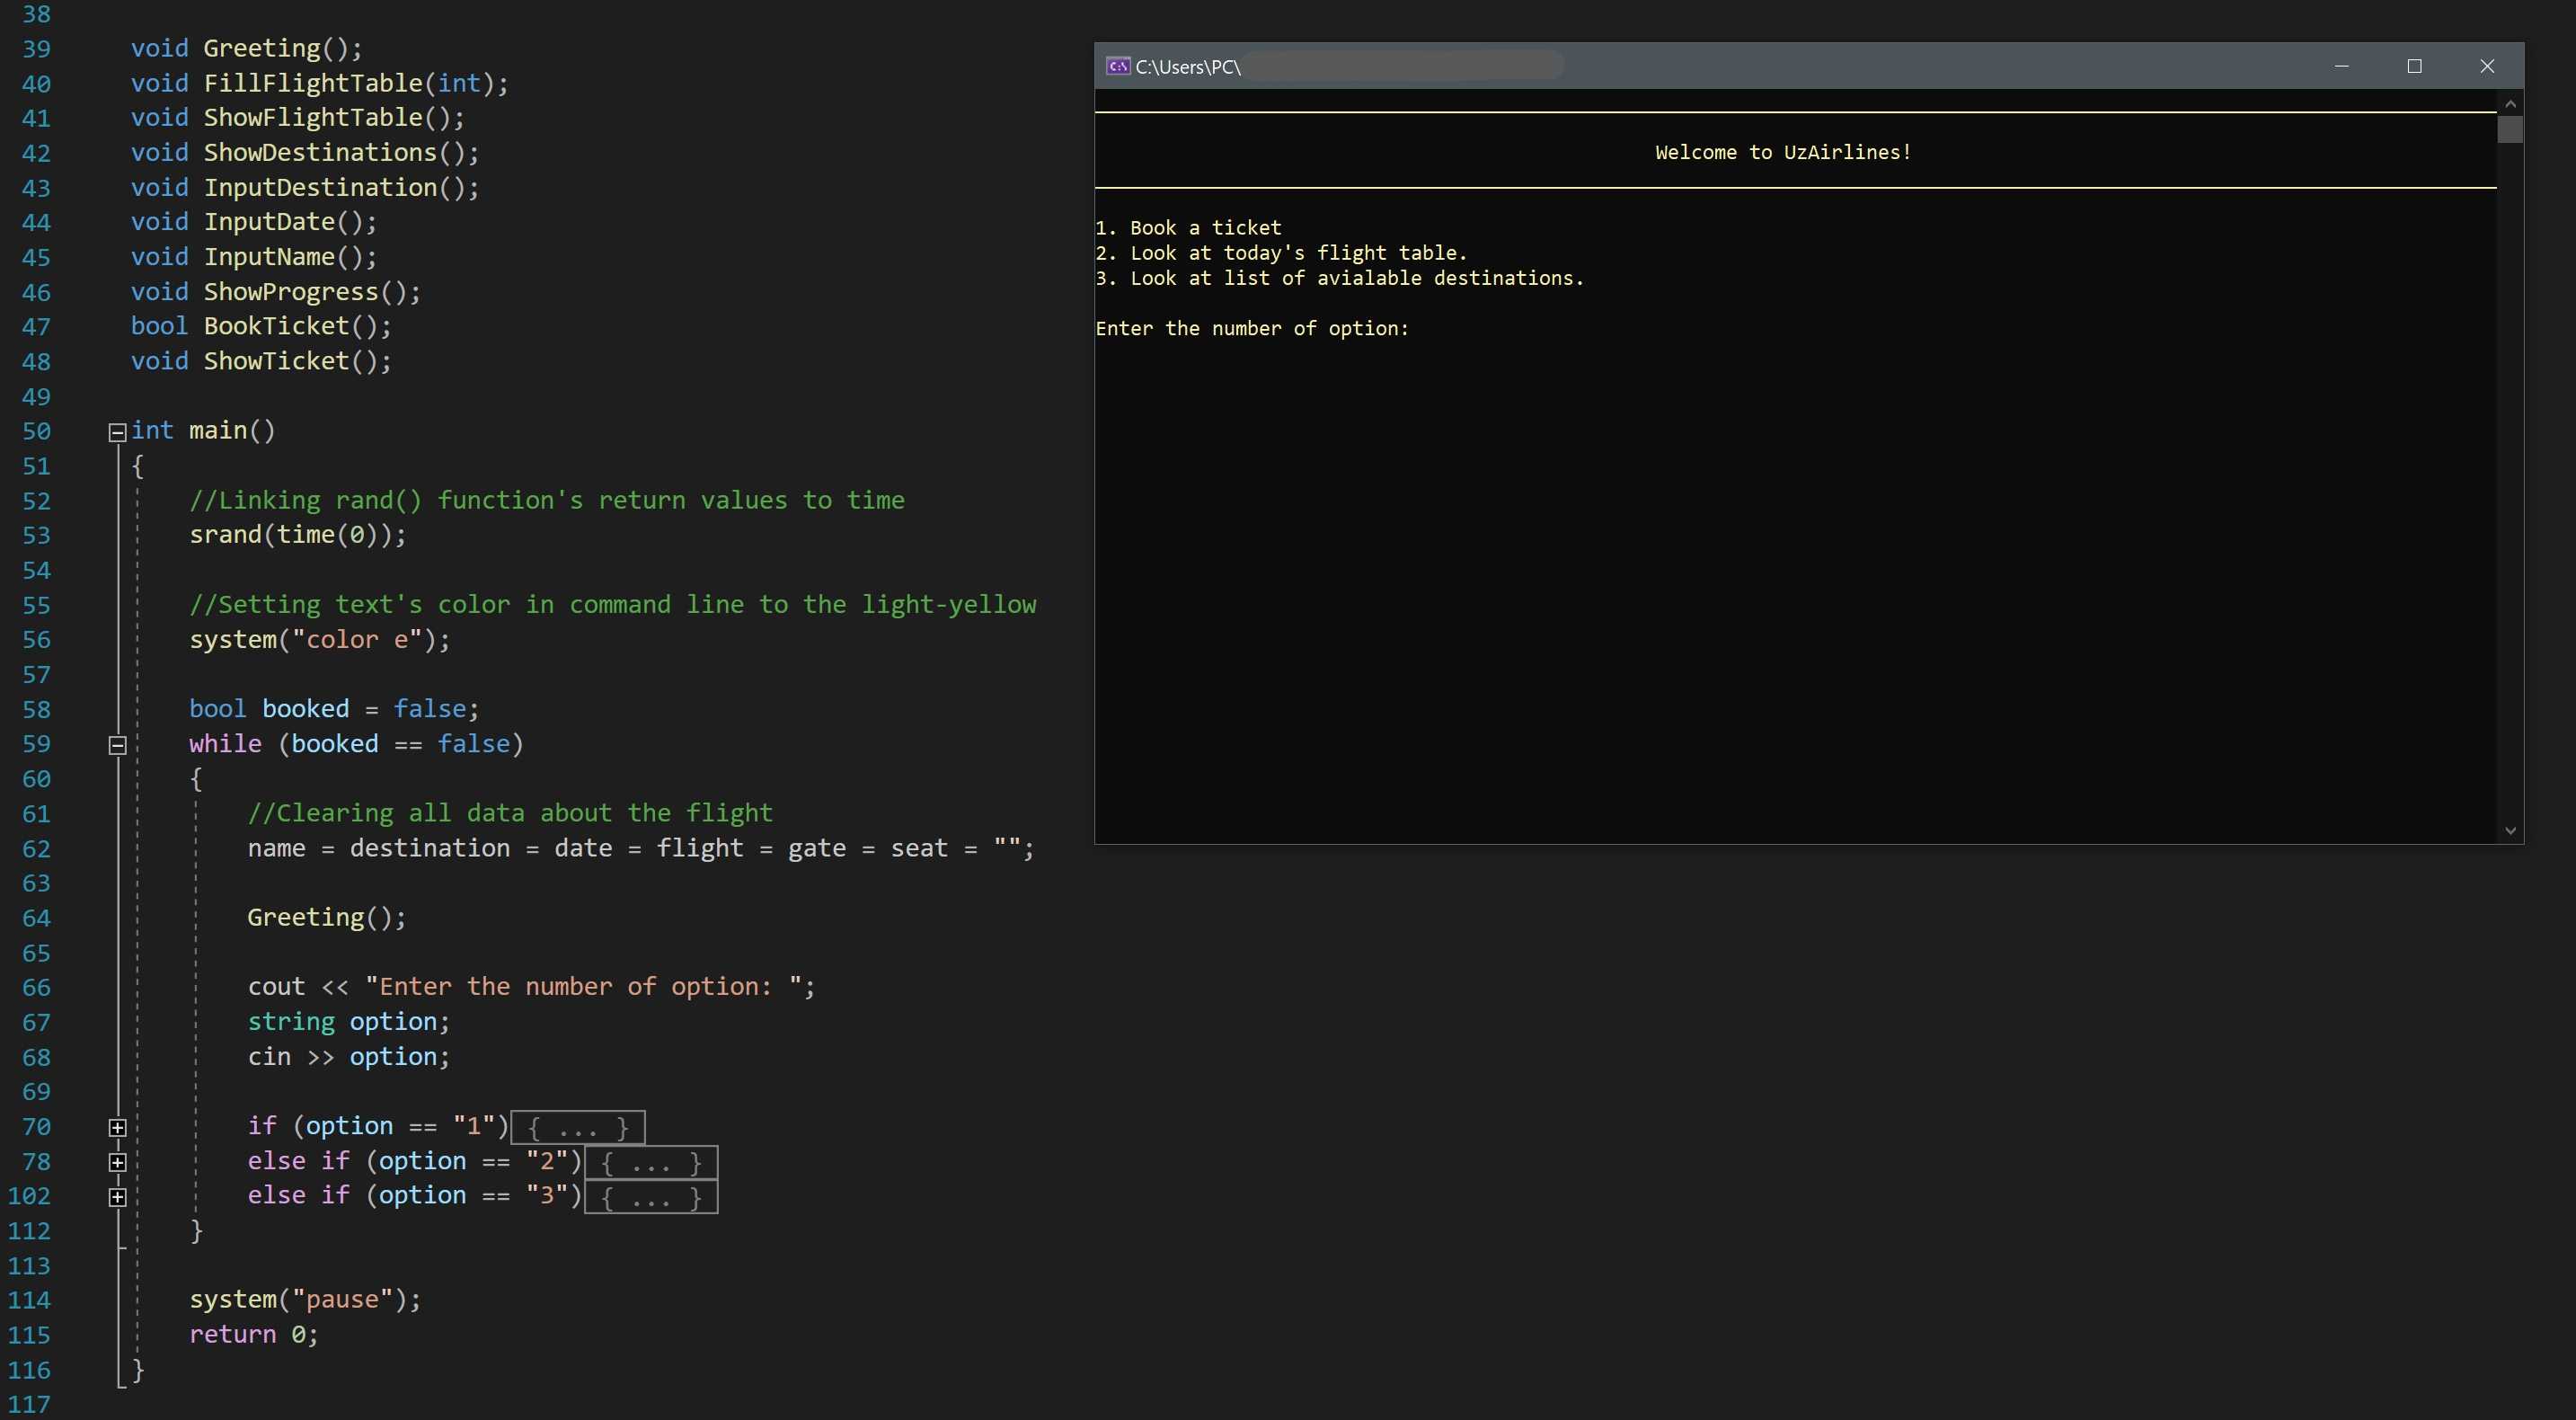 38
39 void Greeting();
40 void FillFlightTable(int);
41 void ShowFlightTable();
42 void ShowDestinations();
43 void InputDestination();
44 void InputDate();
45 void InputName();
46 void ShowProgress();
47 bool BookTicket();
48 void ShowTicket();
49
50 int main()
51 {
52 //Linking rand() function's return values to time
53 srand(time(0));
54
55 //Setting text's color in command line to the light-yellow
56 system("color e");
57
58 bool booked = false;
59 while (booked == false)
60 {
61 //Clearing all data about the flight
62 name = destination = date = flight = gate = seat = "";
63
64 Greeting();
65
66 cout << "Enter the number of option: ";
67 string option;
68 cin >> option;
69
70 if (option == "1"){ ... }
78 else if (option == "2"){ ... }
102 else if (option == "3"){ ... }
112 }
113
114 system("pause");
115 return 0;
116 }
117
C:\Users\PC\
Welcome to UzAirlines!
1. Book a ticket
2. Look at today's flight table.
3. Look at list of avialable destinations.
Enter the number of option: